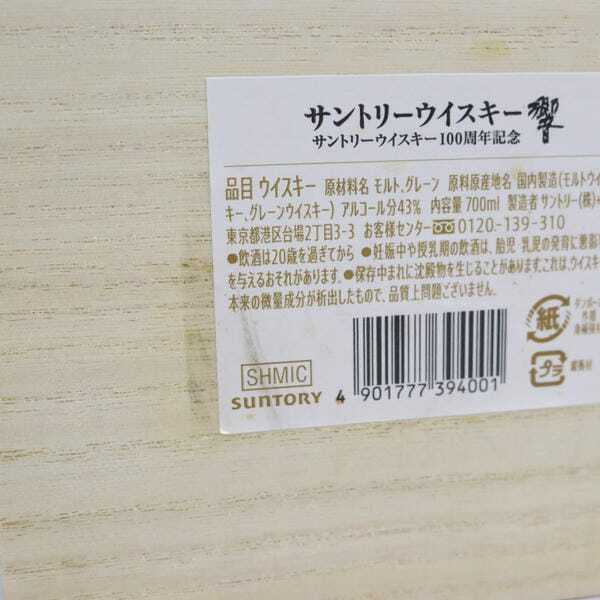 サントリーウイスキー響
サントリーウイスキー100周年記念
品目 ウイスキー 原材料名 モルト、グレーン 原料原産地名 国内製造(モルトウイ
キー、グレーンウイスキー) アルコール分43% 内容量 700ml 製造者 サントリー(株)
東京都港区台場2丁目3-3 お客様センター 0120-139-310
●飲酒は20歳を過ぎてから ●妊娠中や授乳期の飲酒は、胎児・乳児の発育に悪影
を与えるおそれがあります。●保存中まれに沈殿物を生じることがあります。これは、ウイスキ
本来の微量成分が析出したもので、品質上問題ございません。
紙
ダンボー
外箱
プラ
SHMIC
SUNTORY
4 901777 394001